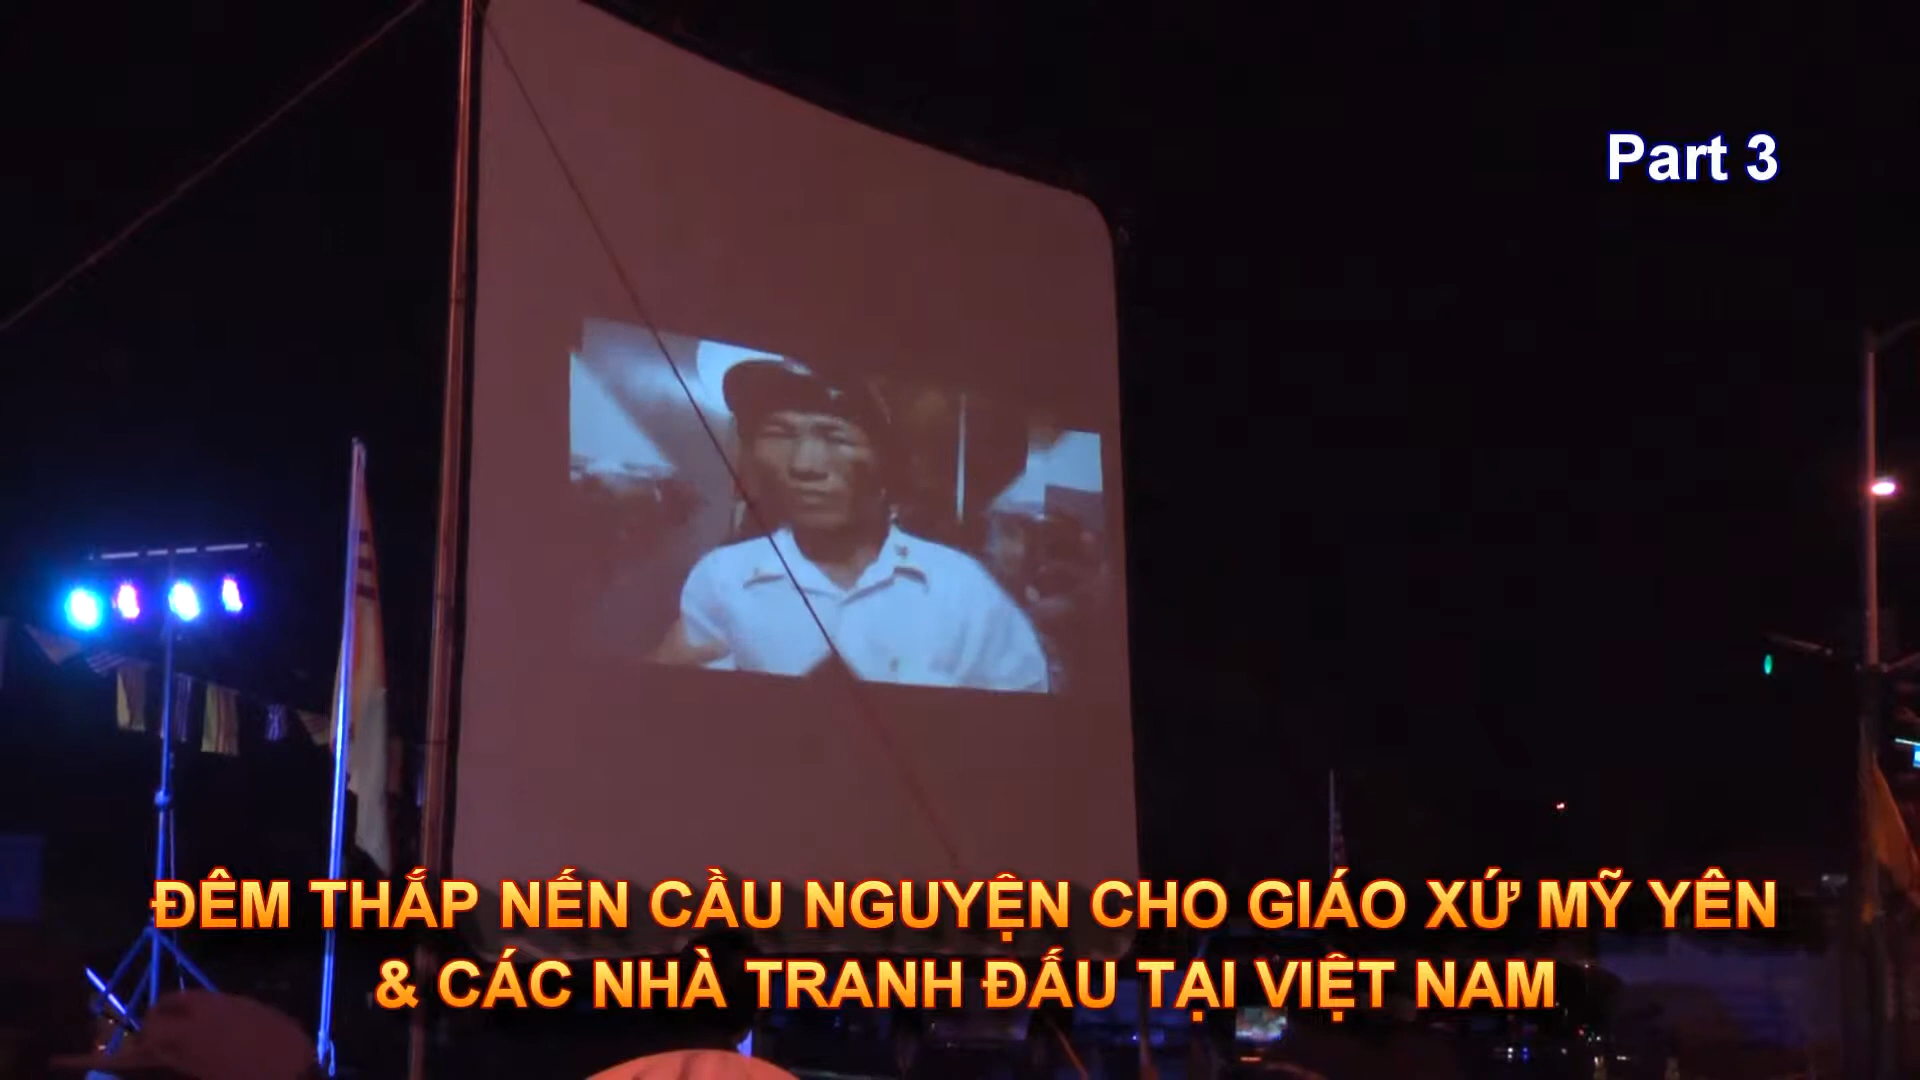 Part 3
ĐÊM THẮP NẾN CẦU NGUYỆN CHO GIÁO XỨ MỸ YÊN
& CÁC NHÀ TRANH ĐẤU TẠI VIỆT NAM